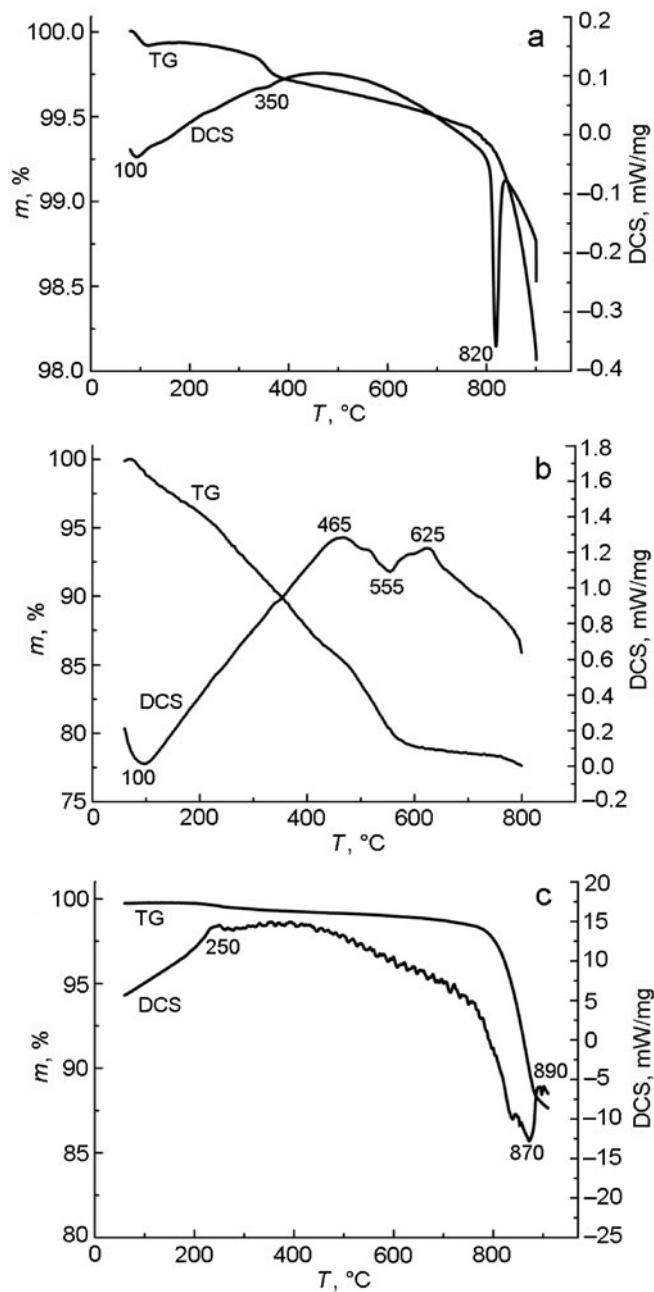 a
100.0
99.5
99.0
98.5
98.0
m, %
TG
DCS
100
350
820
0.2
0.1
0.0
–0.1
–0.2
–0.3
–0.4
DCS, mW/mg
0 200 400 600 800
T, °C
b
100
95
90
85
80
75
m, %
TG
DCS
100
465
555
625
1.8
1.6
1.4
1.2
1.0
0.8
0.6
0.4
0.2
0.0
–0.2
DCS, mW/mg
0 200 400 600 800
T, °C
c
100
95
90
85
80
m, %
TG
DCS
250
870
890
20
15
10
5
0
–5
–10
–15
–20
–25
DCS, mW/mg
0 200 400 600 800
T, °C